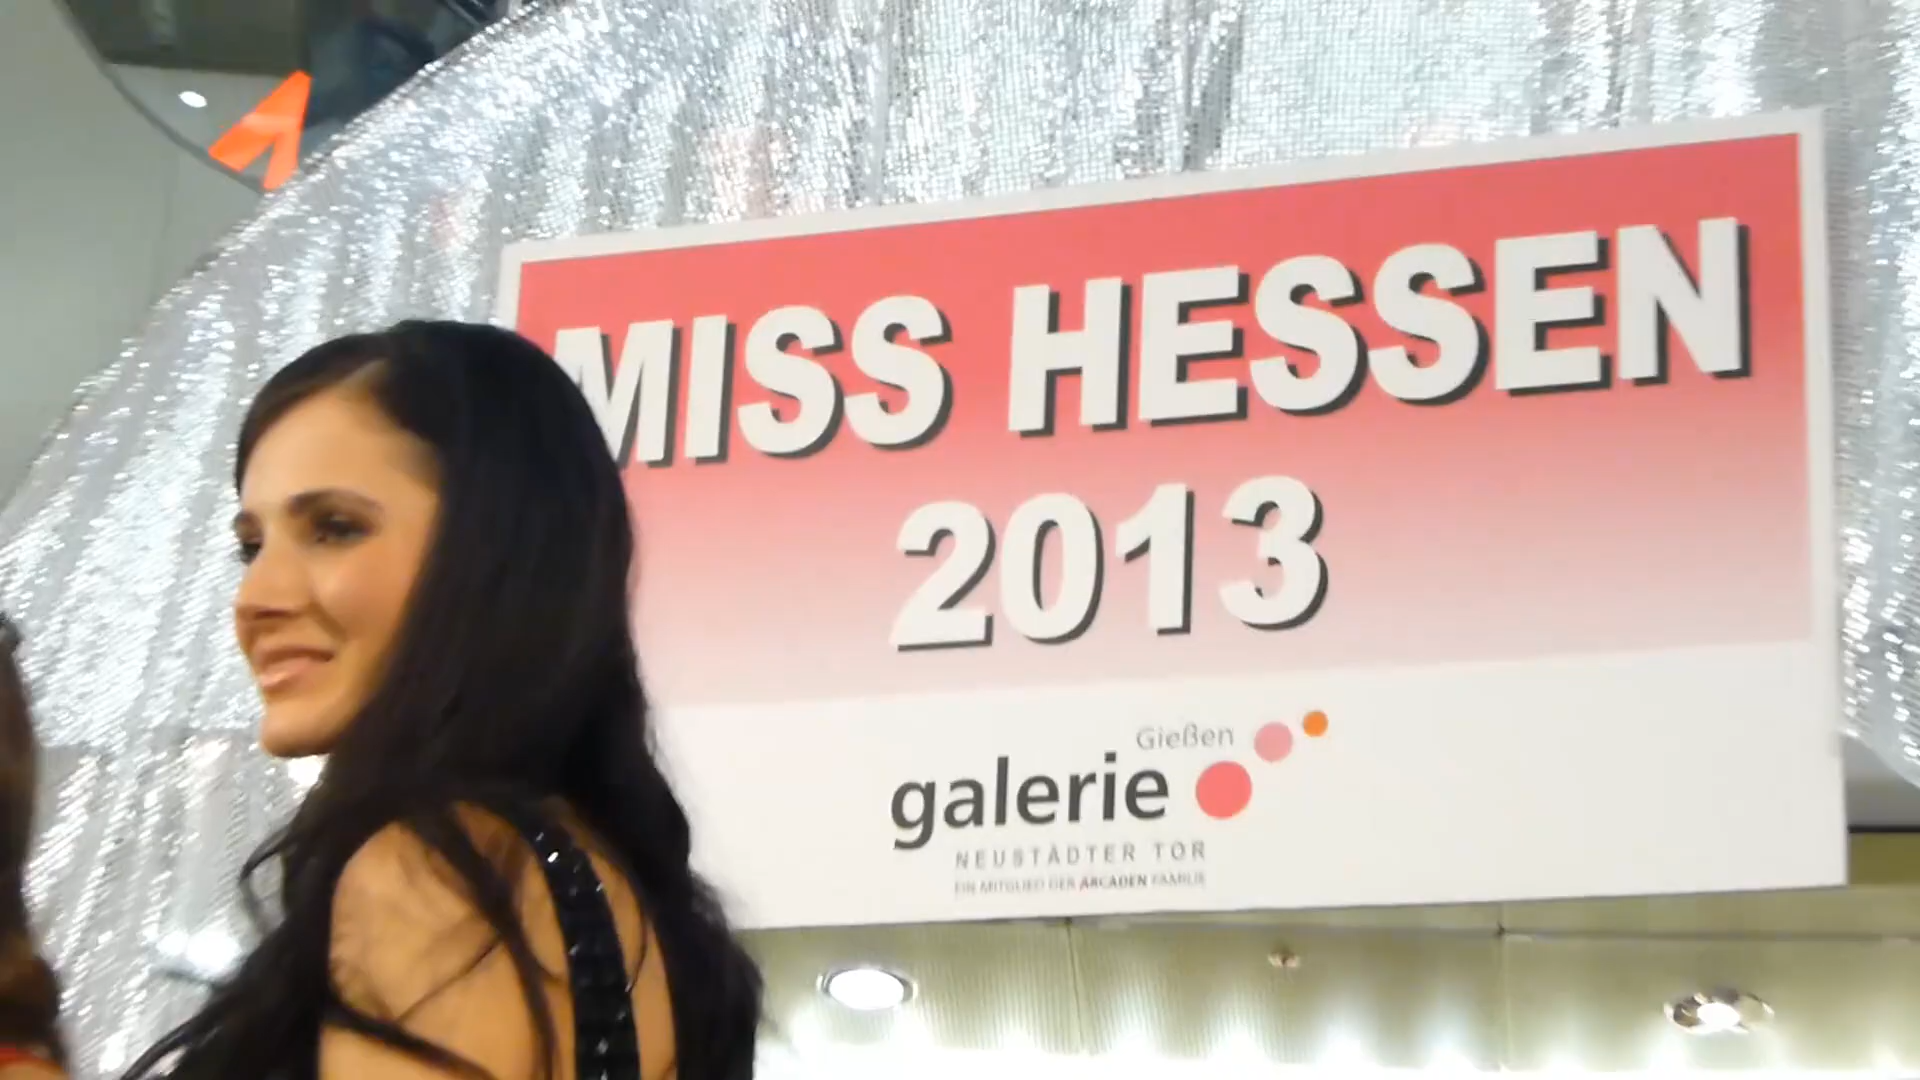 MISS HESSEN
2013
Gießen
galerie
NEUSTÄDTER TOR
EIN MITGLIED DER ARCADEN FAMILIE